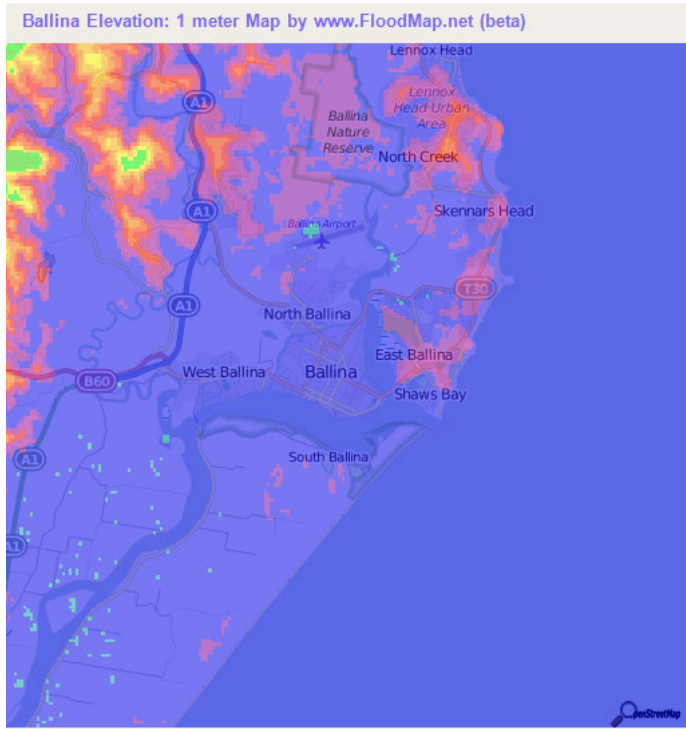 Ballina Elevation: 1 meter Map by www.FloodMap.net (beta)
Lennox Head
A1
Lennox
Head Urban
Area
Ballina
Nature
Reserve
North Creek
A1
Skennars Head
Ballina Airport
T30
A1
North Ballina
East Ballina
West Ballina
Ballina
B60
Shaws Bay
A1
South Ballina
A1
OpenStreetMap